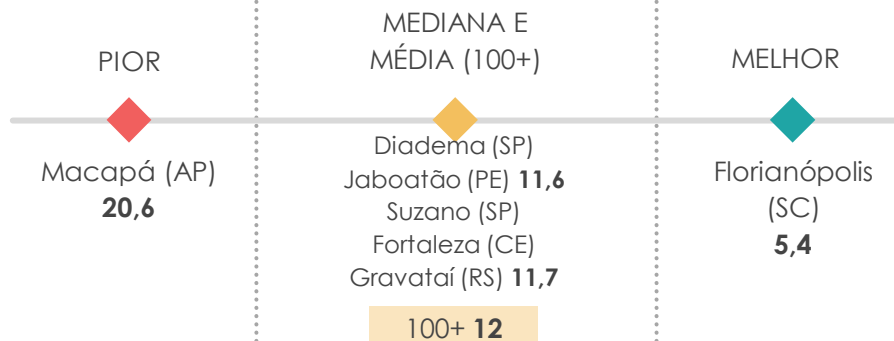 PIOR
Macapá (AP)
20,6
MEDIANA E
MÉDIA (100+)
Diadema (SP)
Jaboatão (PE) 11,6
Suzano (SP)
Fortaleza (CE)
Gravataí (RS) 11,7
100+ 12
MELHOR
Florianópolis
(SC)
5,4